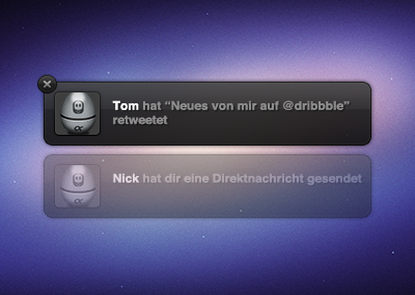 Tom hat “Neues von mir auf @dribbble”
retweetet
Nick hat dir eine Direktnachricht gesendet